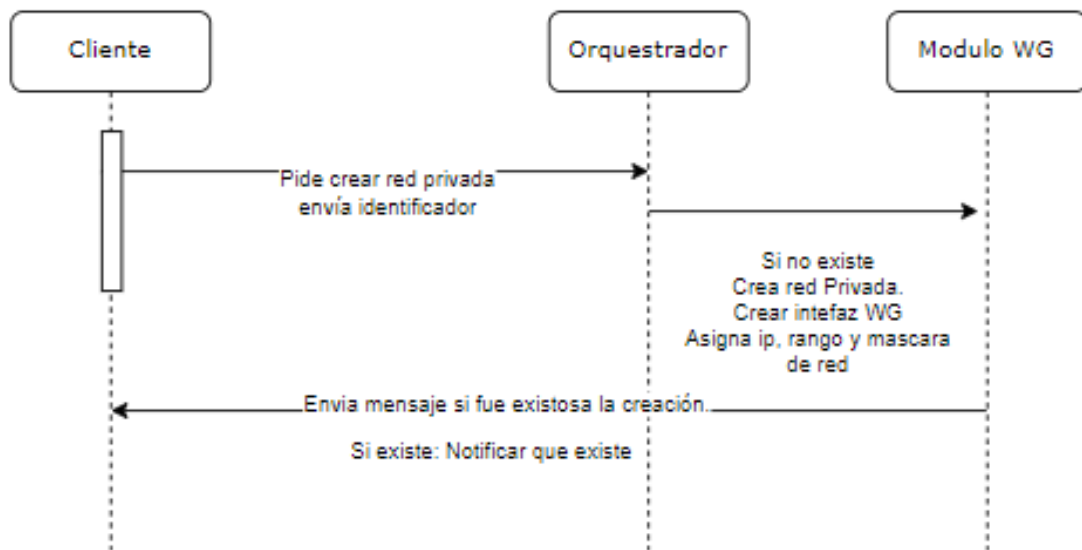 Cliente
Orquestrador
Modulo WG
Pide crear red privada
envía identificador
Si no existe
Crea red Privada.
Crear intefaz WG
Asigna ip, rango y mascara
de red
Envia mensaje si fue existosa la creación.
Si existe: Notificar que existe